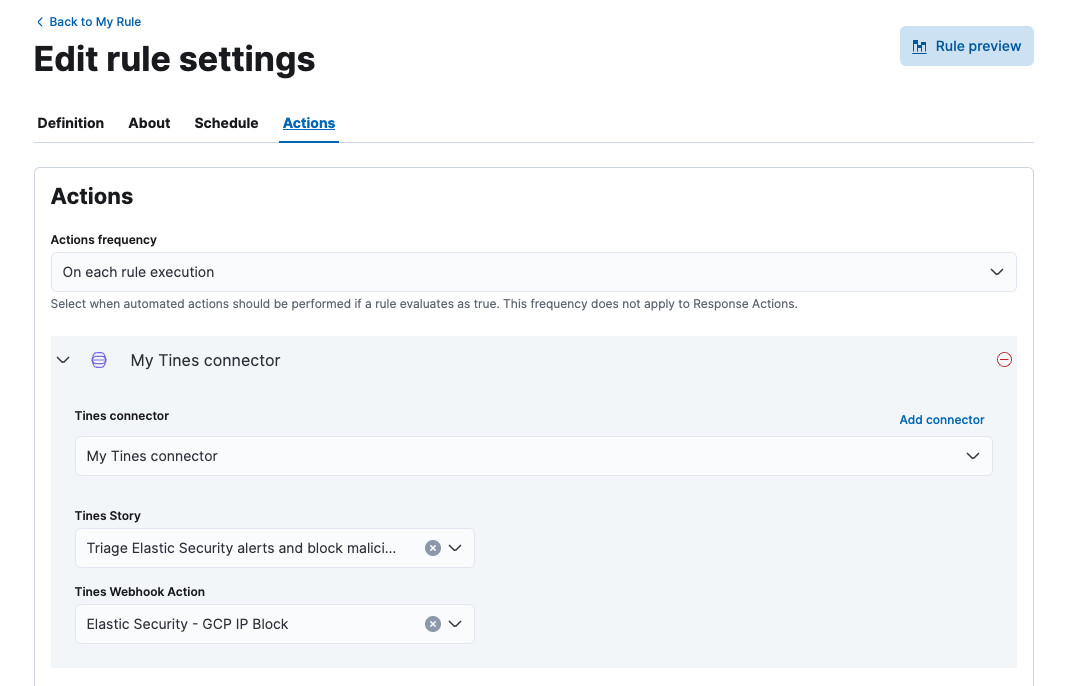 Back to My Rule
Edit rule settings
Rule preview
Definition About Schedule Actions
Actions
Actions frequency
On each rule execution
Select when automated actions should be performed if a rule evaluates as true. This frequency does not apply to Response Actions.
My Tines connector
Tines connector
Add connector
My Tines connector
Tines Story
Triage Elastic Security alerts and block malici...
Tines Webhook Action
Elastic Security - GCP IP Block